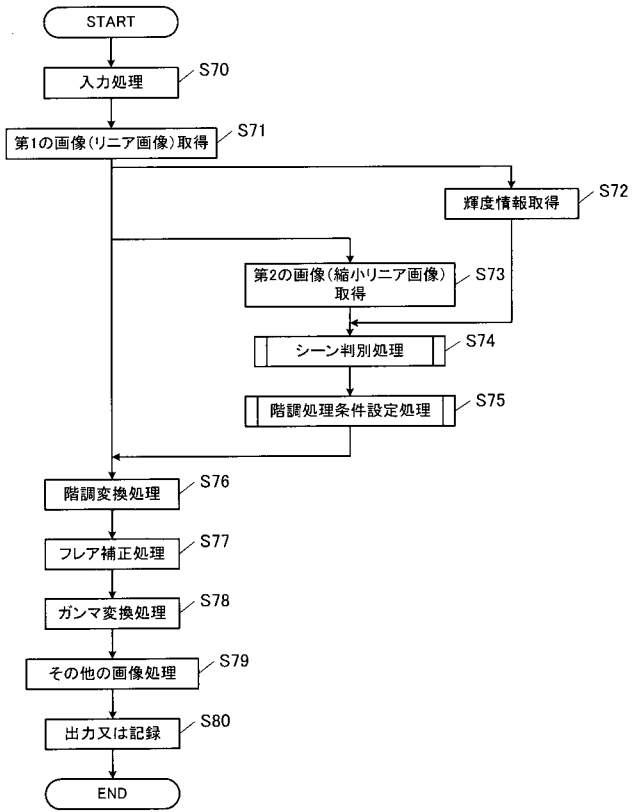 START
入力処理
S70
第1の画像(リニア画像)取得
S71
輝度情報取得
S72
第2の画像(縮小リニア画像)
取得
S73
シーン判別処理
S74
階調処理条件設定処理
S75
階調変換処理
S76
フレア補正処理
S77
ガンマ変換処理
S78
その他の画像処理
S79
出力又は記録
S80
END